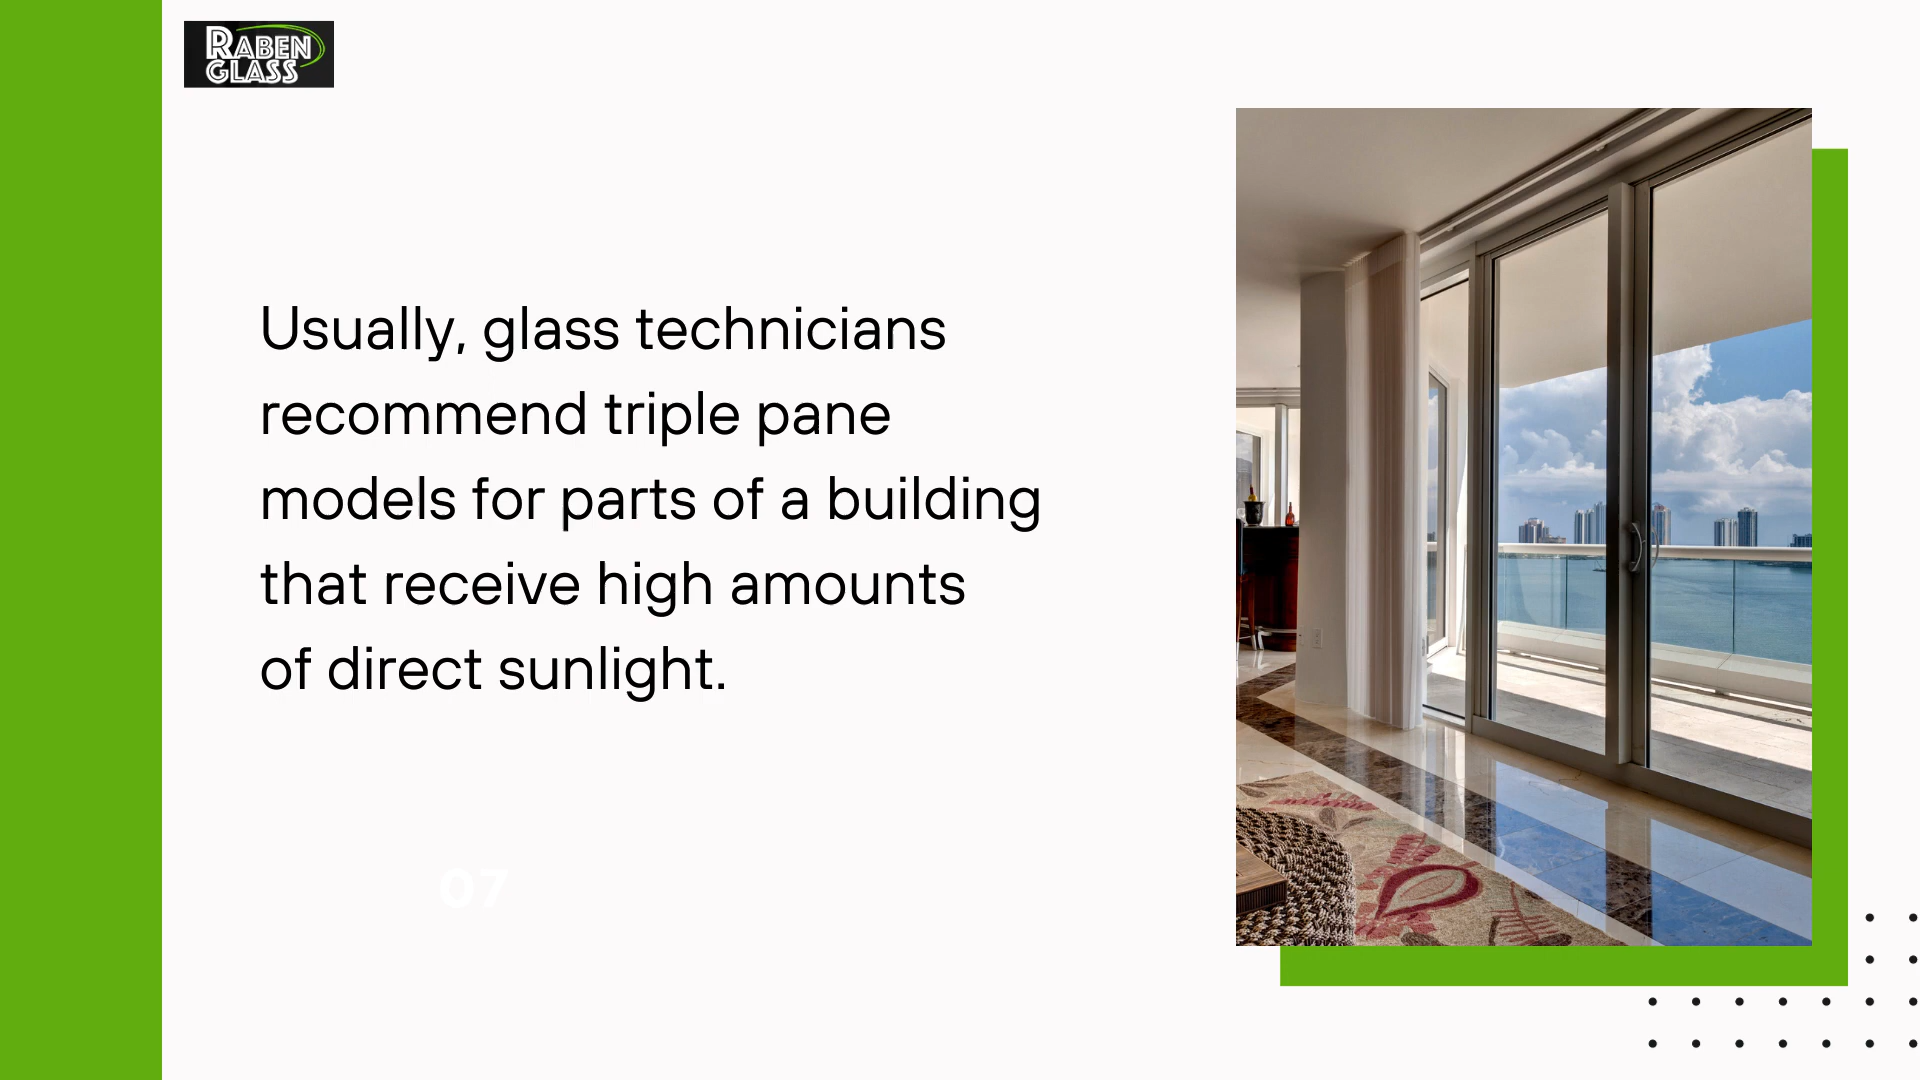 RABEN
GLASS
Usually, glass technicians
recommend triple pane
models for parts of a building
that receive high amounts
of direct sunlight.
07